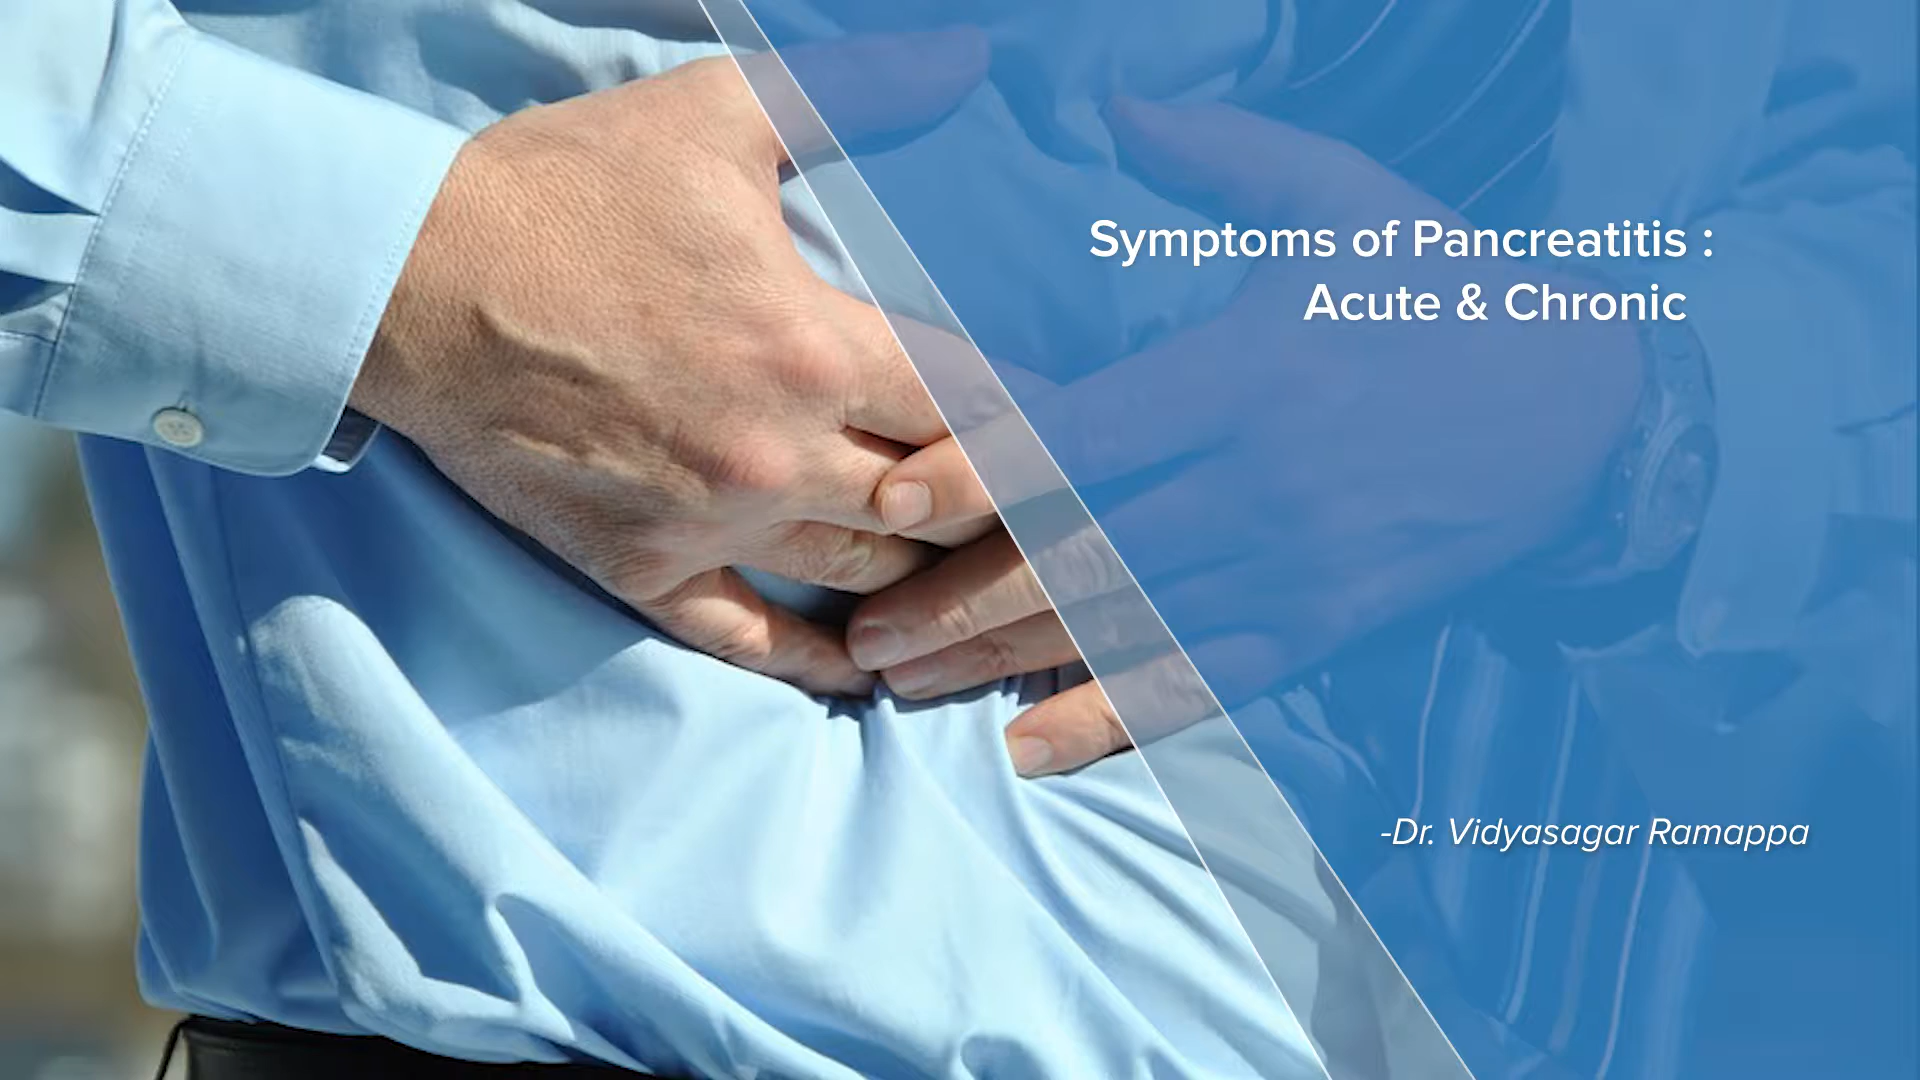 Symptoms of Pancreatitis :
Acute & Chronic
-Dr. Vidyasagar Ramappa